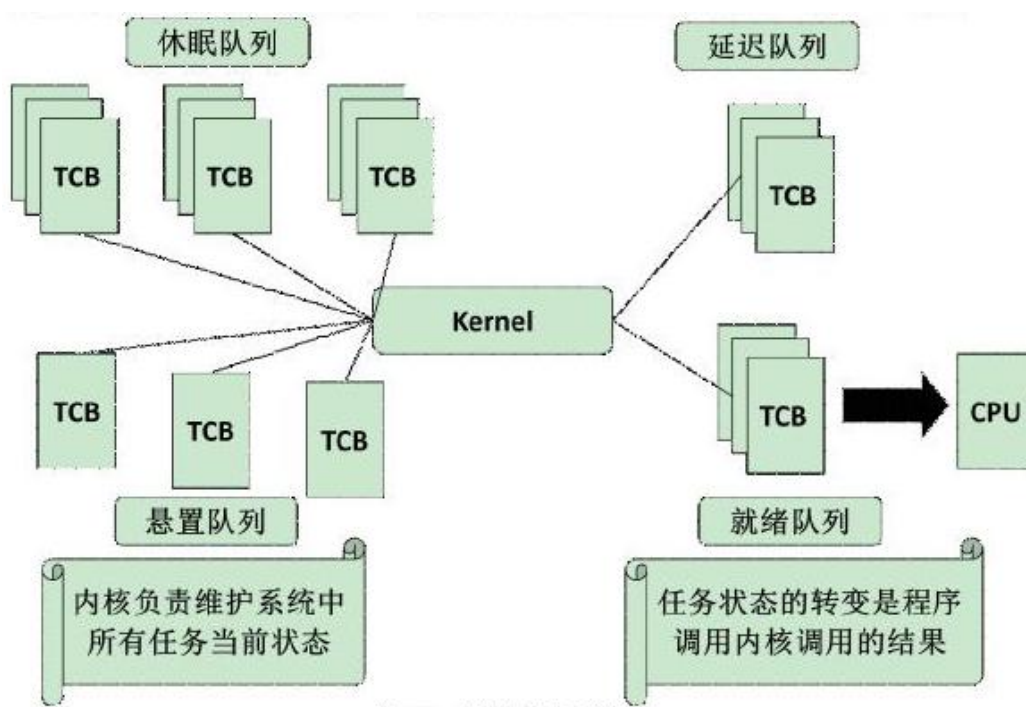 休眠队列
延迟队列
TCB
TCB
TCB
TCB
Kernel
TCB
TCB
TCB
TCB
CPU
悬置队列
就绪队列
内核负责维护系统中
所有任务当前状态
任务状态的转变是程序
调用内核调用的结果